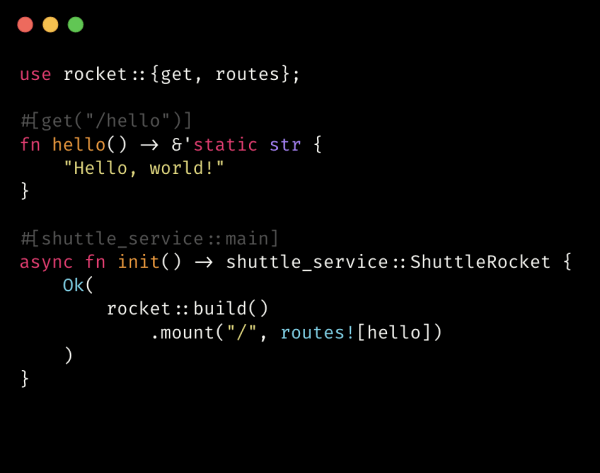 use rocket::{get, routes};
#[get("/hello")]
fn hello() -> &'static str {
    "Hello, world!"
}
#[shuttle_service::main]
async fn init() -> shuttle_service::ShuttleRocket {
    Ok(
        rocket::build()
            .mount("/", routes![hello])
    )
}